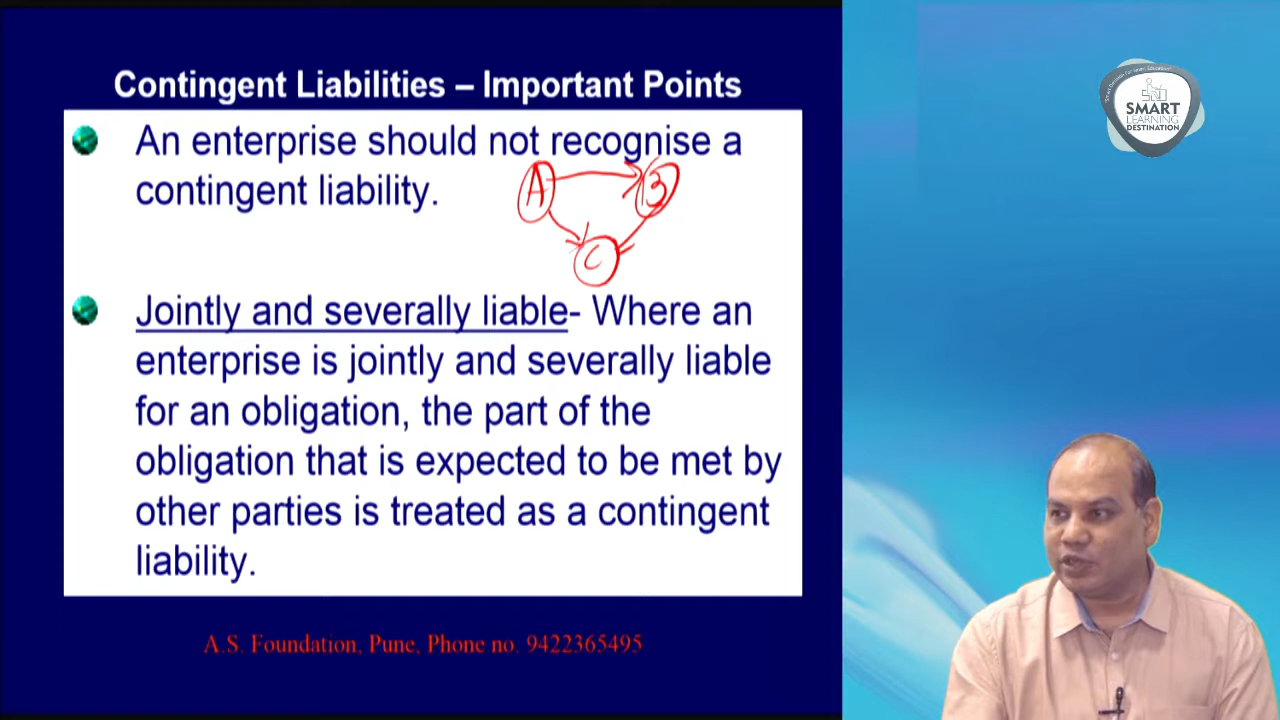 Contingent Liabilities – Important Points
An enterprise should not recognise a
contingent liability.
A B
C
Jointly and severally liable- Where an
enterprise is jointly and severally liable
for an obligation, the part of the
obligation that is expected to be met by
other parties is treated as a contingent
liability.
A.S. Foundation, Pune, Phone no. 9422365495
SMART
LEARNING
DESTINATION